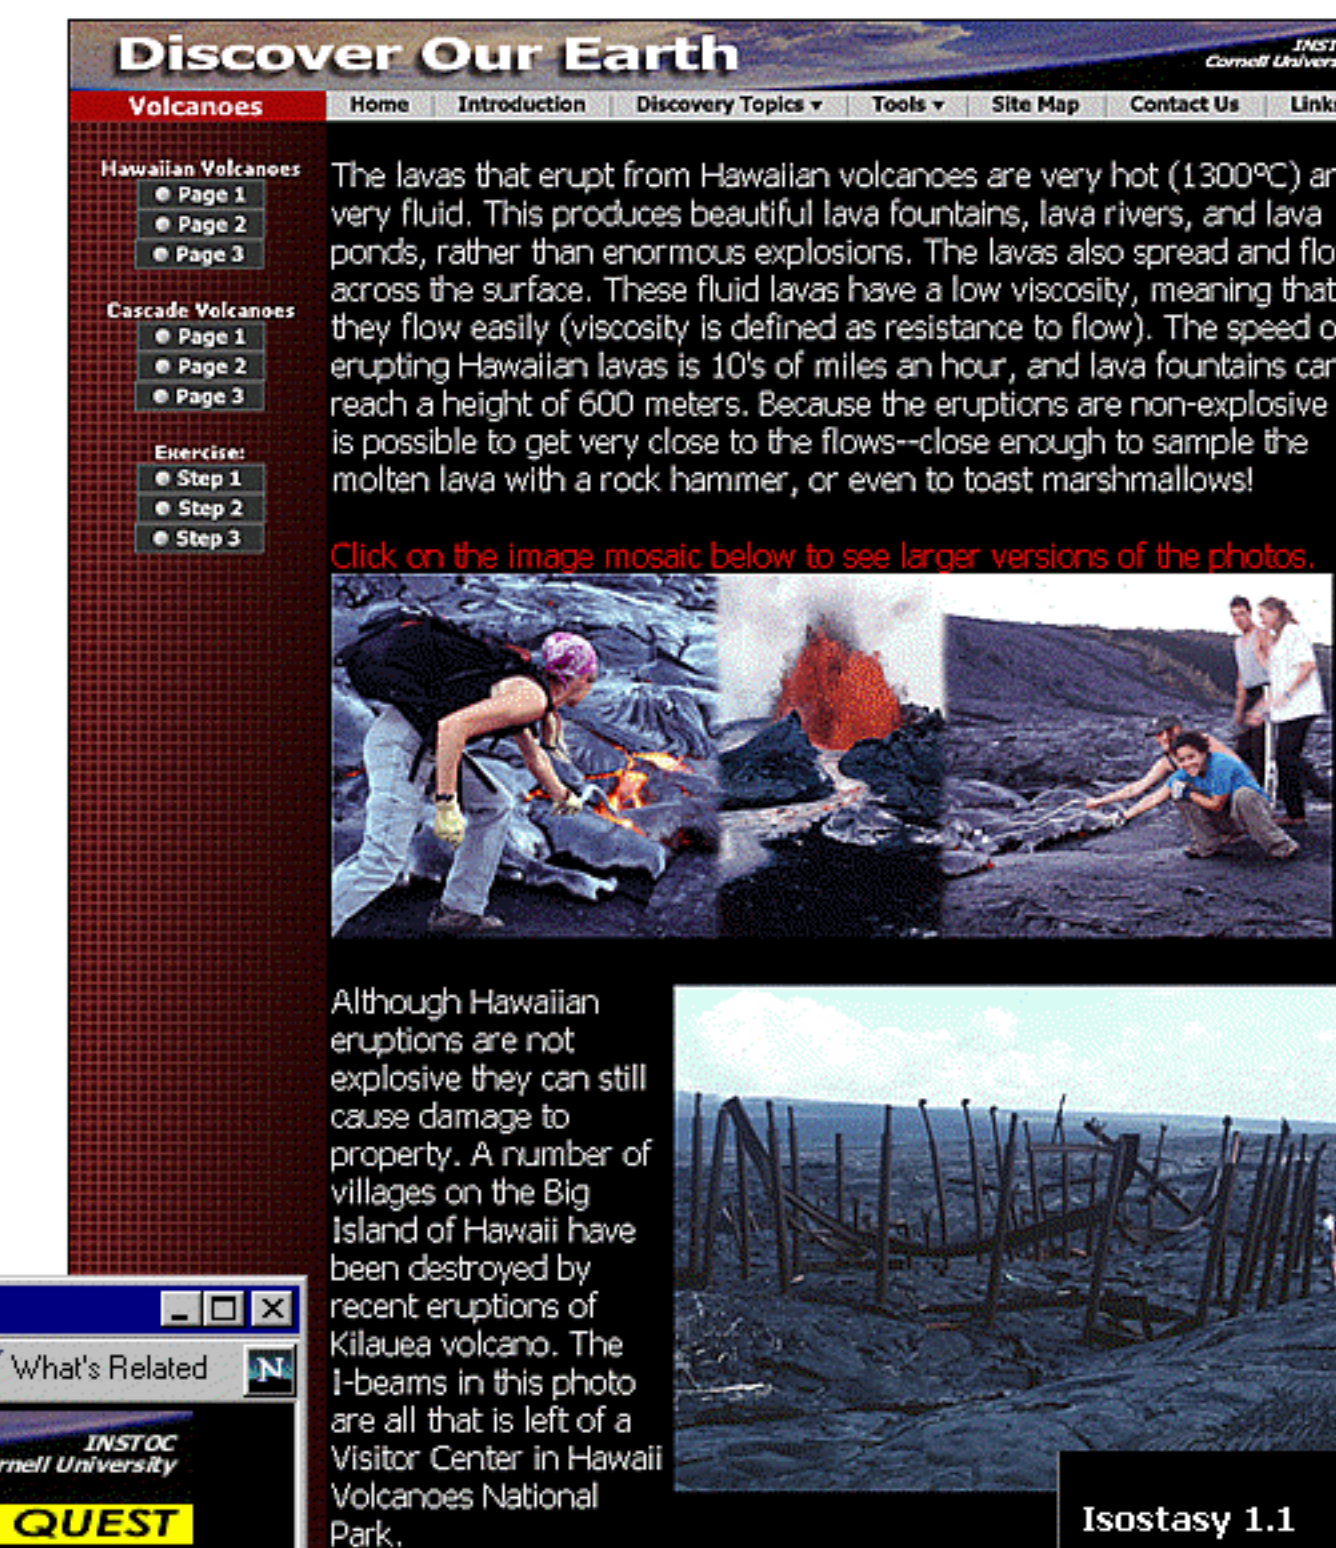 Discover Our Earth
Volcanoes
Home Introduction Discovery Topics Tools Site Map Contact Us
Hawaiian Volcanoes
Page 1
Page 2
Page 3
Cascade Volcanoes
Page 1
Page 2
Page 3
Exercise:
Step 1
Step 2
Step 3
The lavas that erupt from Hawaiian volcanoes are very hot (1300ºC)
very fluid. This produces beautiful lava fountains, lava rivers, and lava
ponds, rather than enormous explosions. The lavas also spread and
across the surface. These fluid lavas have a low viscosity, meaning that
they flow easily (viscosity is defined as resistance to flow). The speed
erupting Hawaiian lavas is 10's of miles an hour, and lava fountains can
reach a height of 600 meters. Because the eruptions are non-explosive
is possible to get very close to the flows--close enough to sample the
molten lava with a rock hammer, or even to toast marshmallows!
Click on the image mosaic below to see larger versions of the photos.
Although Hawaiian
eruptions are not
explosive they can still
cause damage to
property. A number of
villages on the Big
Island of Hawaii have
been destroyed by
recent eruptions of
Kilauea volcano. The
I-beams in this photo
are all that is left of a
Visitor Center in Hawaii
Volcanoes National
Park.
What's Related
N
INSTOC
University
QUEST
Isostasy 1.1